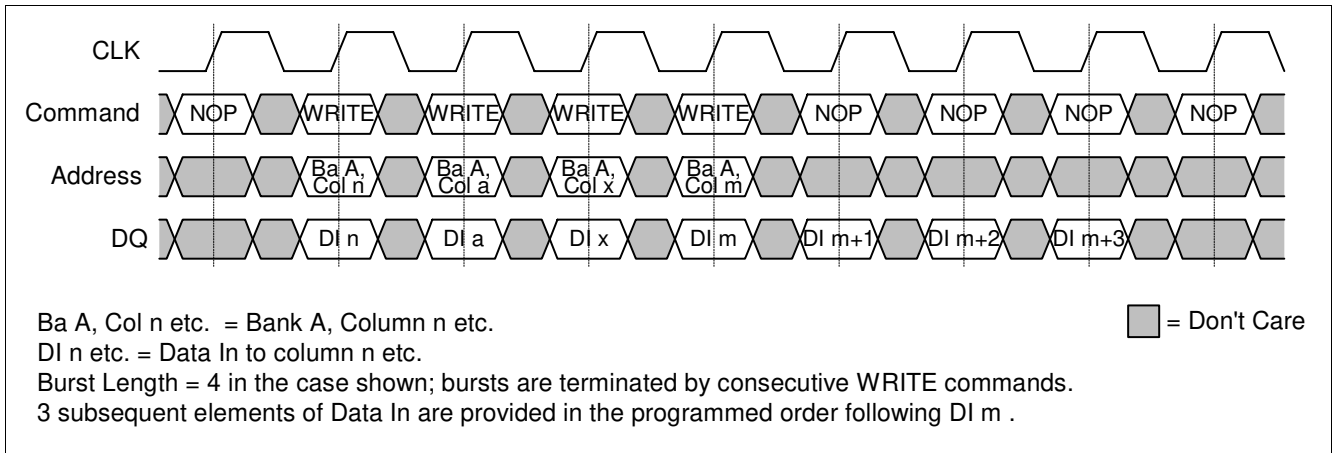 CLK
Command NOP WRITE WRITE WRITE WRITE NOP NOP NOP NOP
Address Ba A, Col n Ba A, Col a Ba A, Col x Ba A, Col m
DQ DI n DI a DI x DI m DI m+1 DI m+2 DI m+3
Ba A, Col n etc. = Bank A, Column n etc.
= Don't Care
DI n etc. = Data In to column n etc.
Burst Length = 4 in the case shown; bursts are terminated by consecutive WRITE commands.
3 subsequent elements of Data In are provided in the programmed order following DI m .